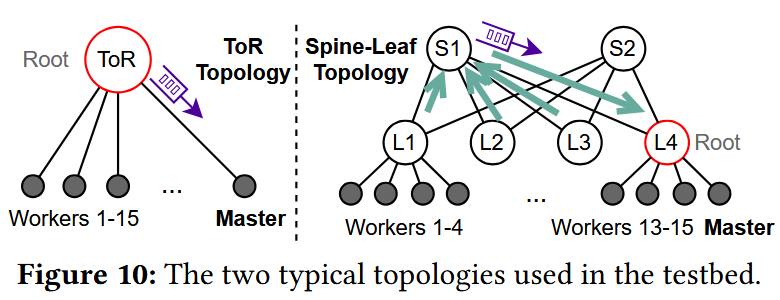 Root
ToR
ToR
Topology
Workers 1-15
...
Master
Spine-Leaf
Topology
S1
S2
L1
L2
L3
L4
Root
...
Workers 1-4
Workers 13-15
Master
Figure 10: The two typical topologies used in the testbed.